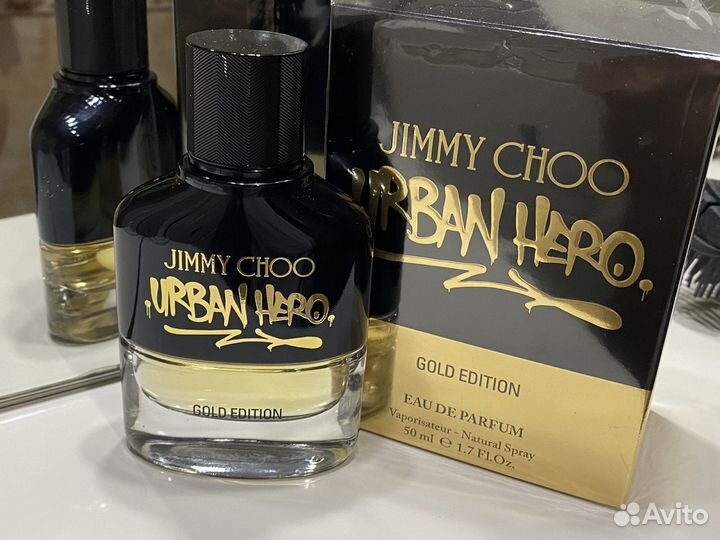 JIMMY CHOO
URBAN HERO.
GOLD EDITION
JIMMY CHOO
URBAN HERO.
GOLD EDITION
EAU DE PARFUM
Vaporisateur - Natural Spray
50 ml ℮ 1.7 Fl.Oz.
Avito